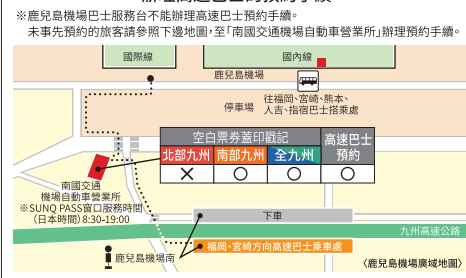 ※鹿兒島機場巴士服務台不能辦理高速巴士預約手續。
未事先預約的旅客請參照下邊地圖,至「南國交通機場自動車營業所」辦理預約手續。
國際線
國內線
鹿兒島機場
停車場
往福岡、宮崎、熊本、
人吉、指宿巴士搭乘處
空白票券蓋印戳記
高速巴士
預約
北部九州
南部九州
全九州
× ○ ○ ○
南國交通
機場自動車營業所
※SUNQ PASS窗口服務時間
(日本時間) 8:30-19:00
下車
九州高速公路
福岡、宮崎方向高速巴士乘車處
鹿兒島機場南
〈鹿兒島機場廣域地圖〉